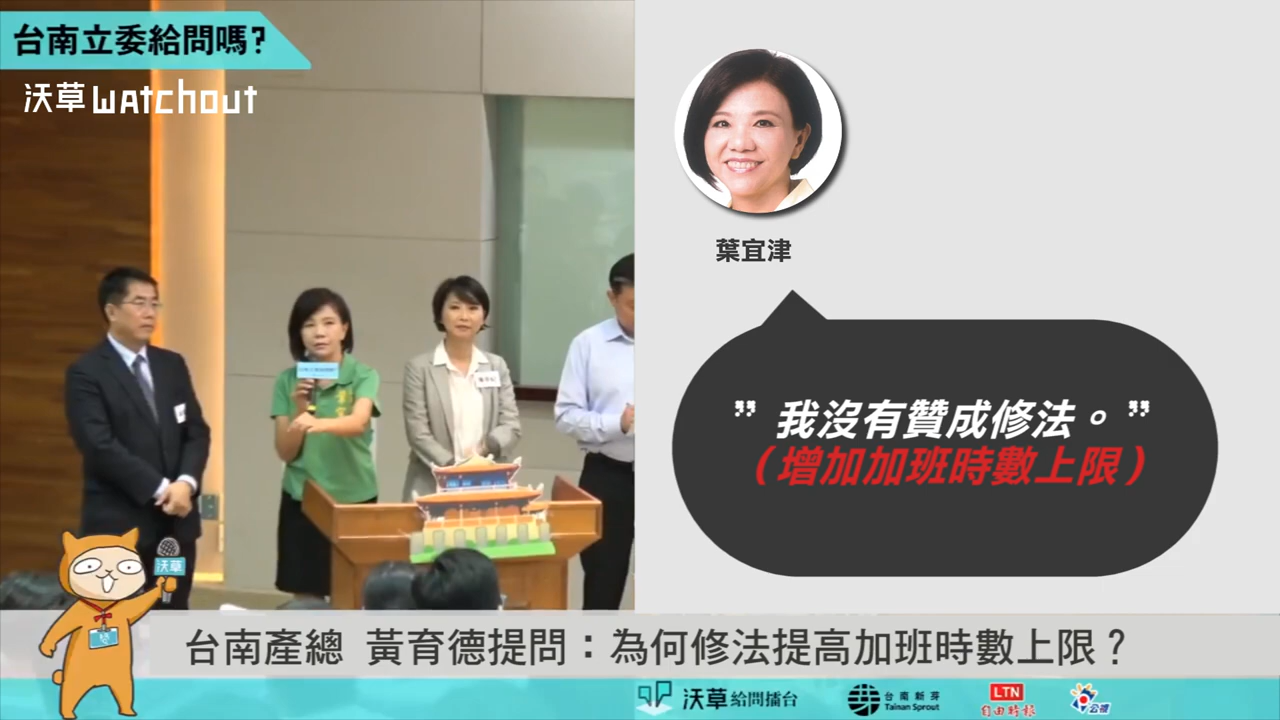 台南立委給問嗎?
沃草 watchout
葉宜津
” 我沒有贊成修法。”
（增加加班時數上限）
沃草
台南產總 黃育德提問：為何修法提高加班時數上限？
沃草給問擂台
台南新芽
Tainan Sprout
LTN
自由時報
公視